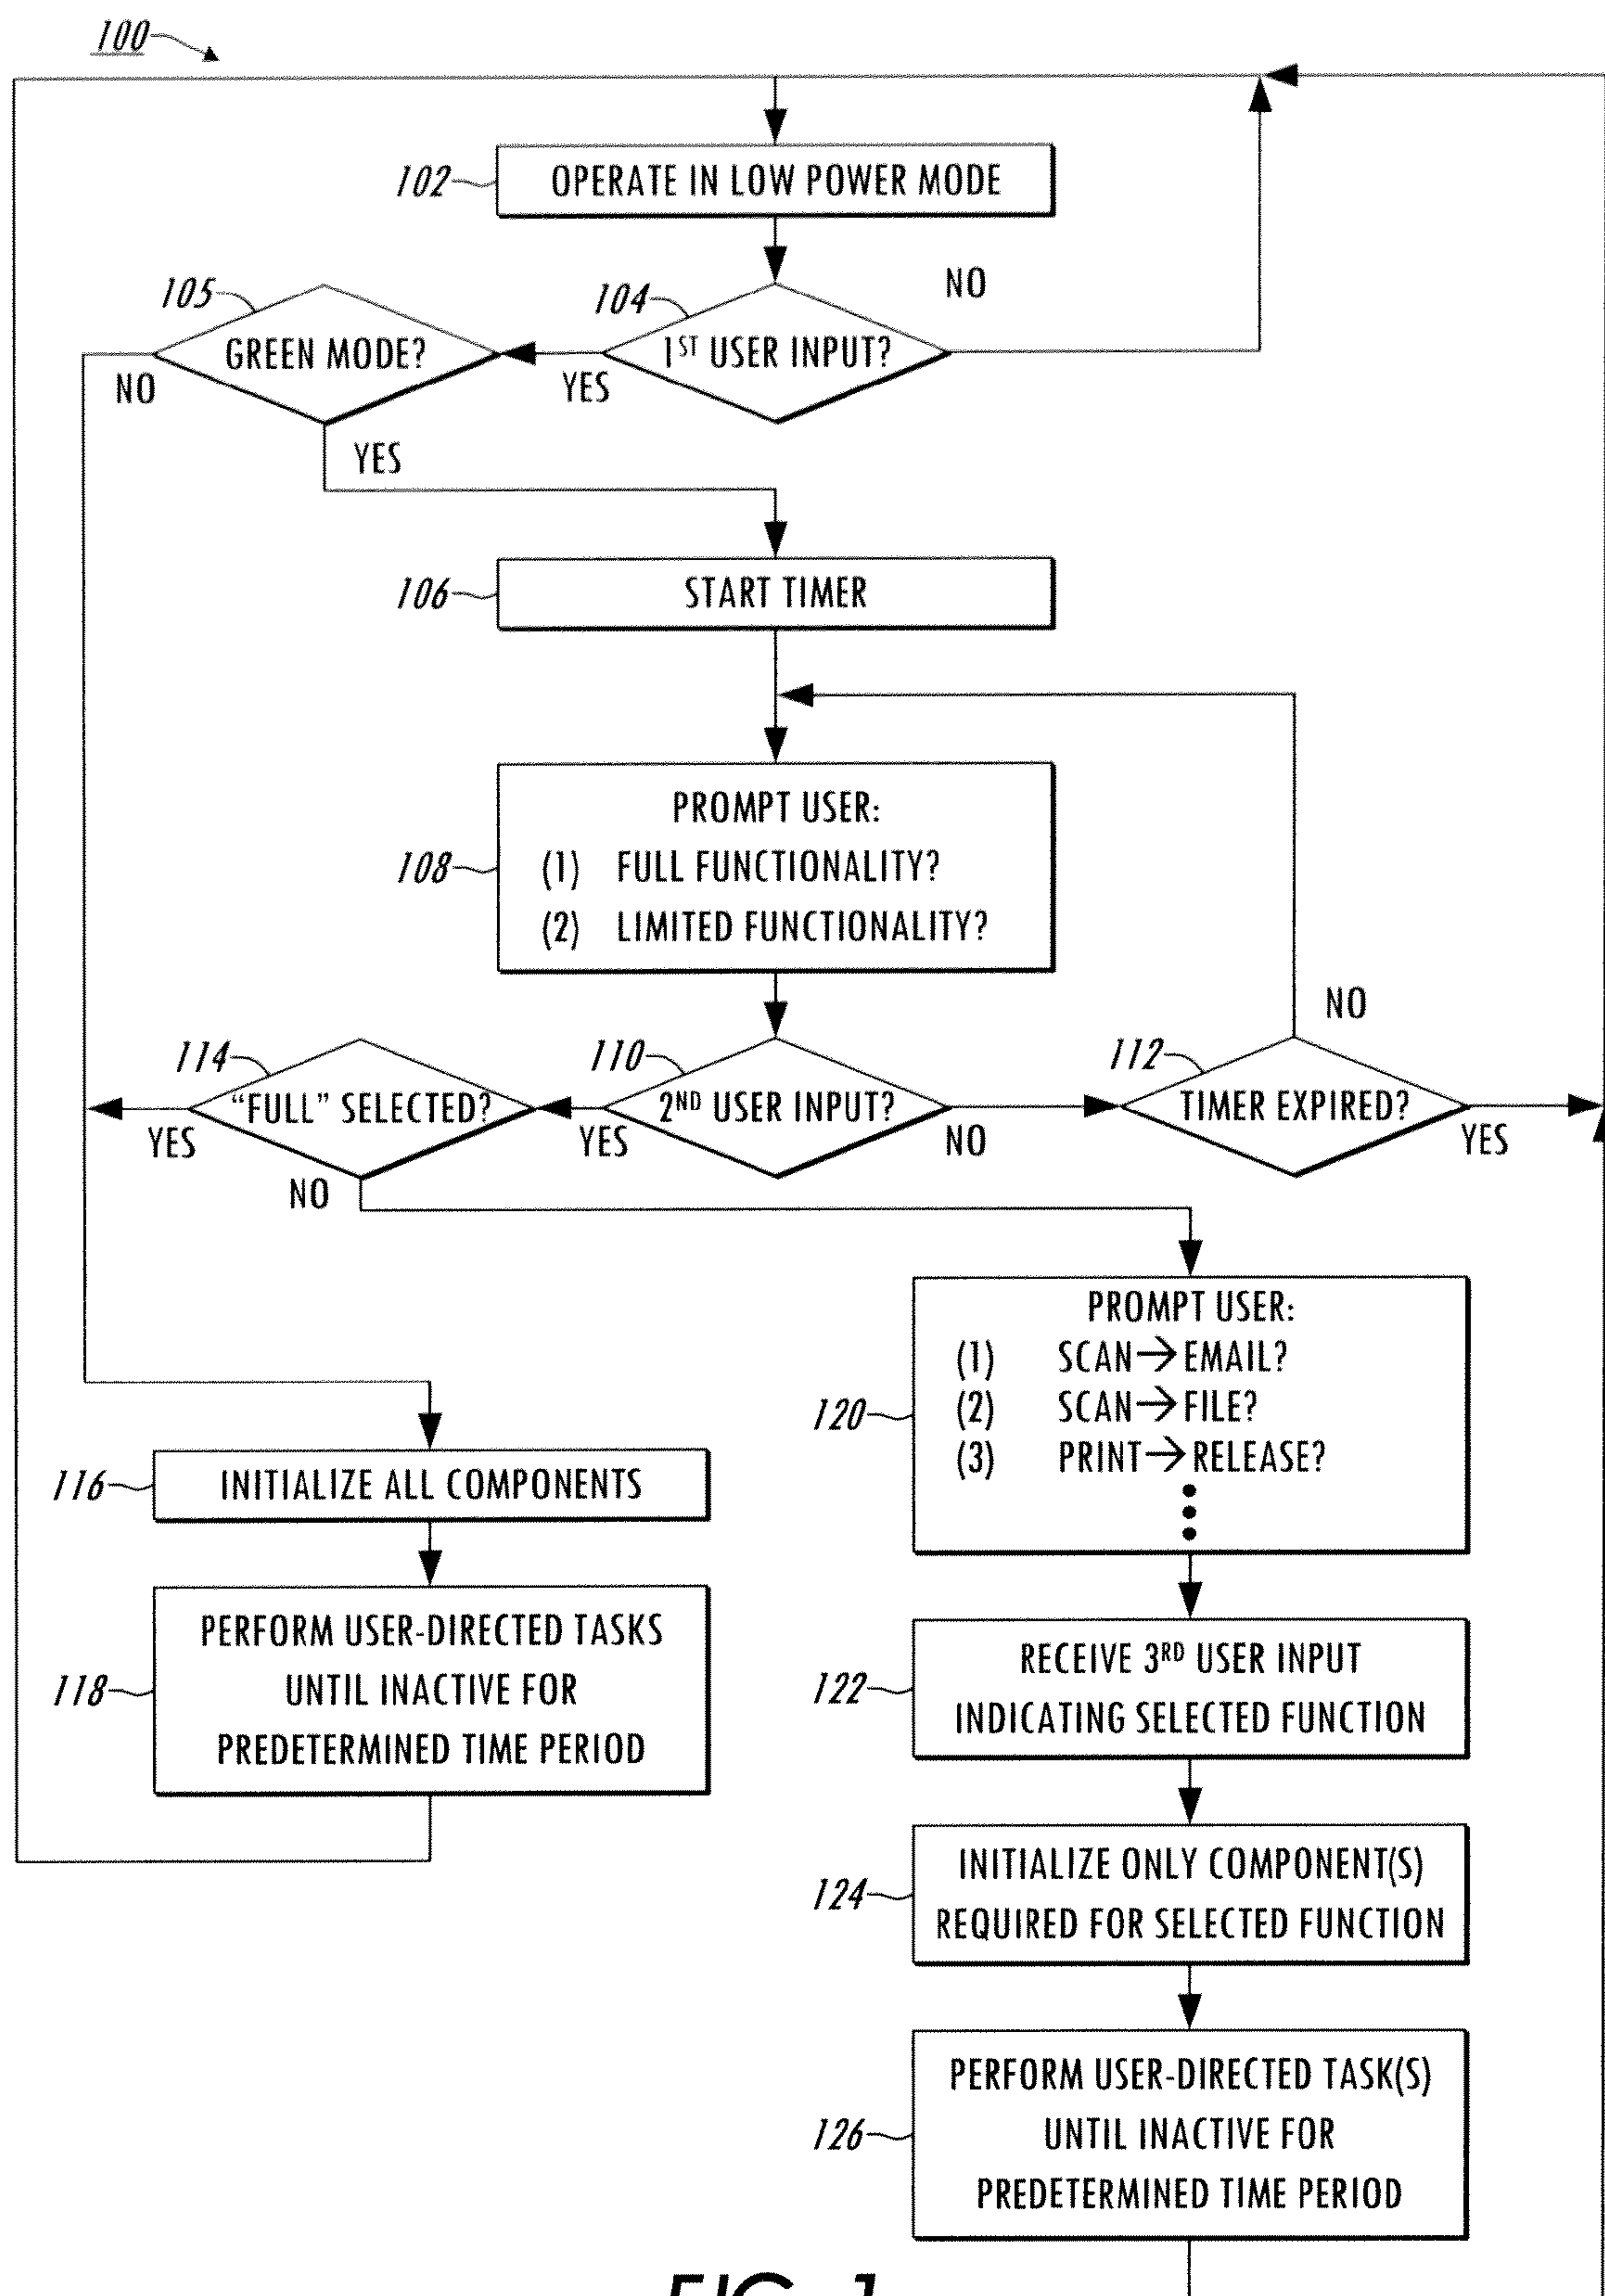 100
102
OPERATE IN LOW POWER MODE
105
GREEN MODE?
NO
YES
104
1ST USER INPUT?
NO
YES
106
START TIMER
108
PROMPT USER:
(1) FULL FUNCTIONALITY?
(2) LIMITED FUNCTIONALITY?
114
"FULL" SELECTED?
YES
NO
110
2ND USER INPUT?
YES
NO
112
TIMER EXPIRED?
NO
YES
116
INITIALIZE ALL COMPONENTS
118
PERFORM USER-DIRECTED TASKS
UNTIL INACTIVE FOR
PREDETERMINED TIME PERIOD
120
PROMPT USER:
(1) SCAN→EMAIL?
(2) SCAN→FILE?
(3) PRINT→RELEASE?
122
RECEIVE 3RD USER INPUT
INDICATING SELECTED FUNCTION
124
INITIALIZE ONLY COMPONENT(S)
REQUIRED FOR SELECTED FUNCTION
126
PERFORM USER-DIRECTED TASK(S)
UNTIL INACTIVE FOR
PREDETERMINED TIME PERIOD
FIG. 1